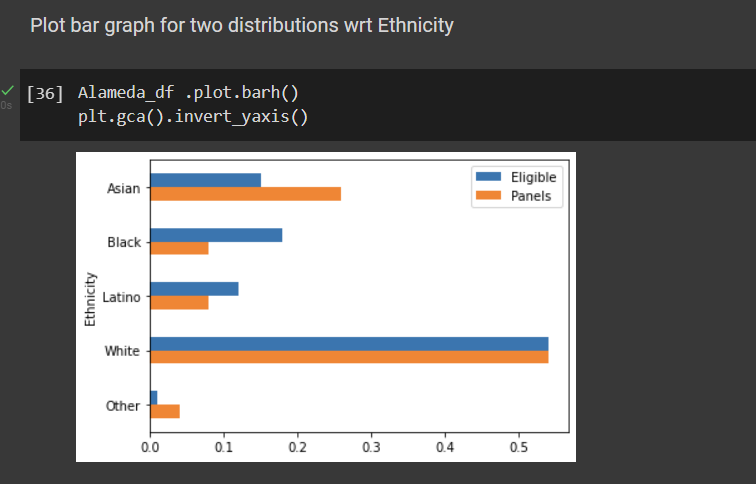 Plot bar graph for two distributions wrt Ethnicity
[36] Alameda_df .plot.barh()
plt.gca().invert_yaxis()
0s
Eligible
Panels
Asian
Black
Latino
White
Other
Ethnicity
0.0 0.1 0.2 0.3 0.4 0.5